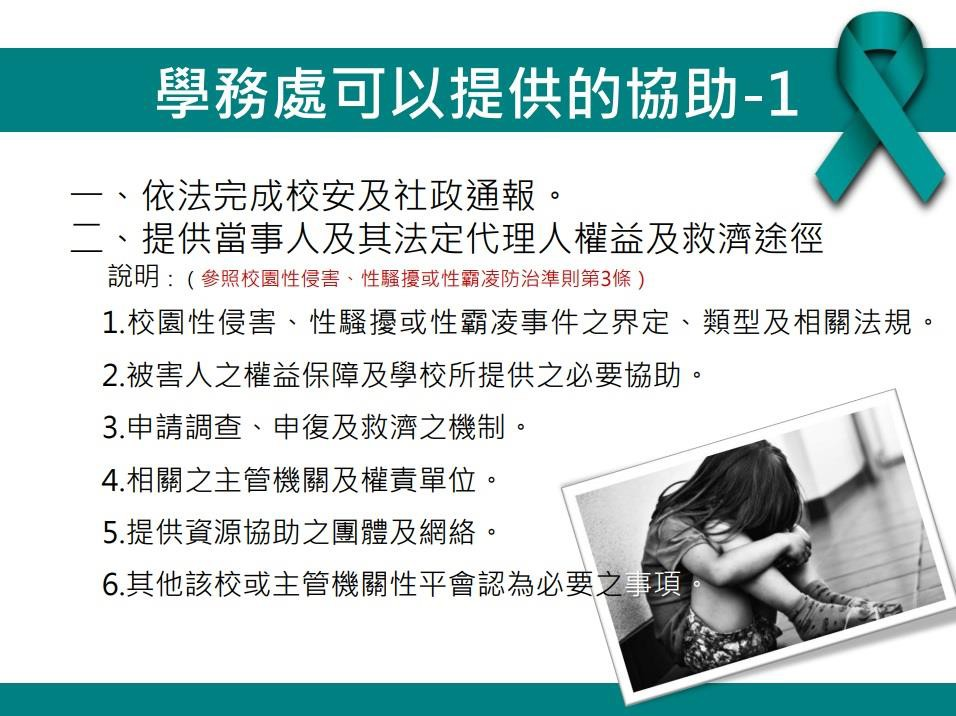 學務處可以提供的協助-1
一、依法完成校安及社政通報。
二、提供當事人及其法定代理人權益及救濟途徑
說明：（參照校園性侵害、性騷擾或性霸凌防治準則第3條）
1.校園性侵害、性騷擾或性霸凌事件之界定、類型及相關法規。
2.被害人之權益保障及學校所提供之必要協助。
3.申請調查、申復及救濟之機制。
4.相關之主管機關及權責單位。
5.提供資源協助之團體及網絡。
6.其他該校或主管機關性平會認為必要之事項。